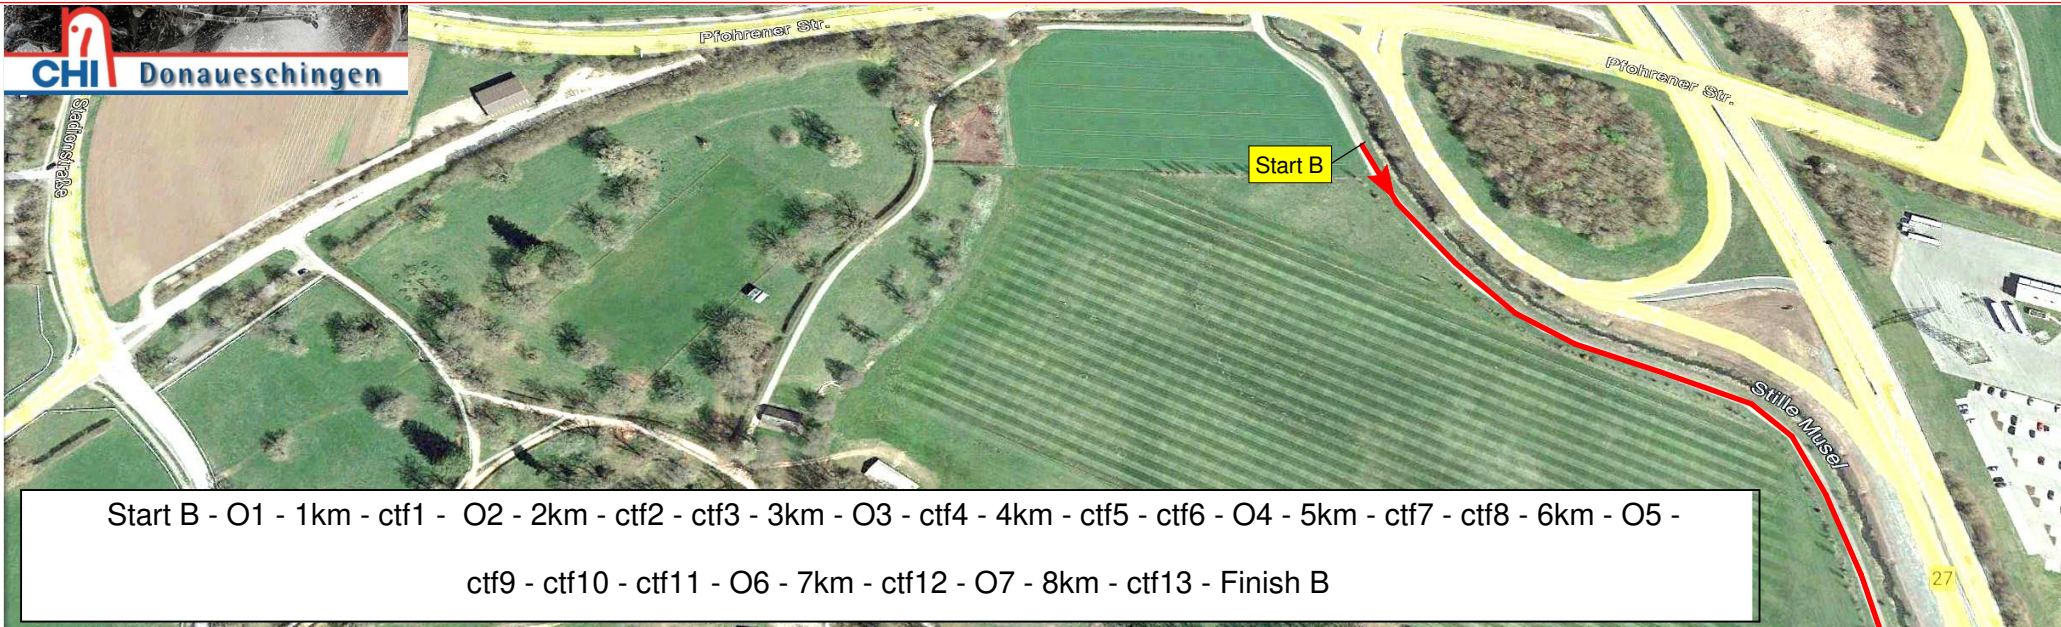 CHI Donaueschingen
Pfohrener Str.
Pfohrener Str.
Stadionstraße
Start B
Stille Musel
27
Start B - O1 - 1km - ctf1 - O2 - 2km - ctf2 - ctf3 - 3km - O3 - ctf4 - 4km - ctf5 - ctf6 - O4 - 5km - ctf7 - ctf8 - 6km - O5 -
ctf9 - ctf10 - ctf11 - O6 - 7km - ctf12 - O7 - 8km - ctf13 - Finish B